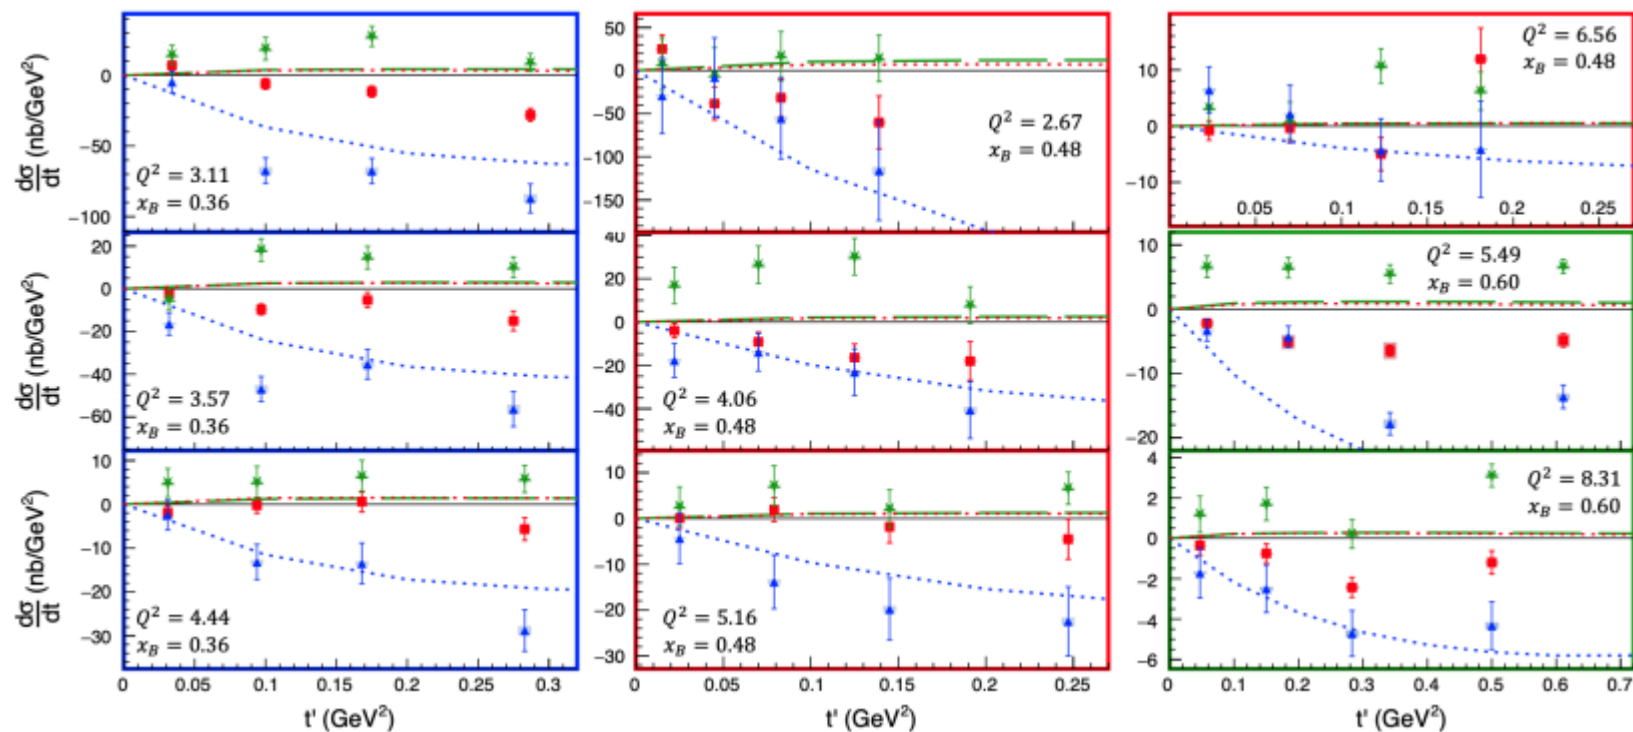 dσ/dt (nb/GeV²)
0
−50
−100
Q² = 3.11
x_B = 0.36
50
0
−50
−100
−150
Q² = 2.67
x_B = 0.48
10
0
−10
Q² = 6.56
x_B = 0.48
0.05 0.1 0.15 0.2 0.25
dσ/dt (nb/GeV²)
20
0
−20
−40
−60
Q² = 3.57
x_B = 0.36
40
20
0
−20
−40
Q² = 4.06
x_B = 0.48
10
0
−10
−20
Q² = 5.49
x_B = 0.60
dσ/dt (nb/GeV²)
10
0
−10
−20
−30
Q² = 4.44
x_B = 0.36
0 0.1 0.2 0.3
t' (GeV²)
10
0
−10
−20
−30
Q² = 5.16
x_B = 0.48
0 0.05 0.1 0.15 0.2 0.25
t' (GeV²)
4
2
0
−2
−4
−6
Q² = 8.31
x_B = 0.60
0 0.1 0.2 0.3 0.4 0.5 0.6 0.7
t' (GeV²)